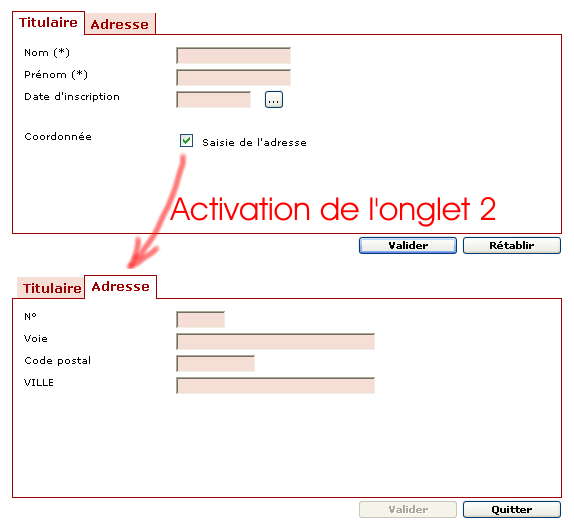 Titulaire Adresse
Nom (*)
Prénom (*)
Date d'inscription ...
Coordonnée Saisie de l'adresse
Activation de l'onglet 2
Valider Rétablir
Titulaire Adresse
N°
Voie
Code postal
VILLE
Valider Quitter